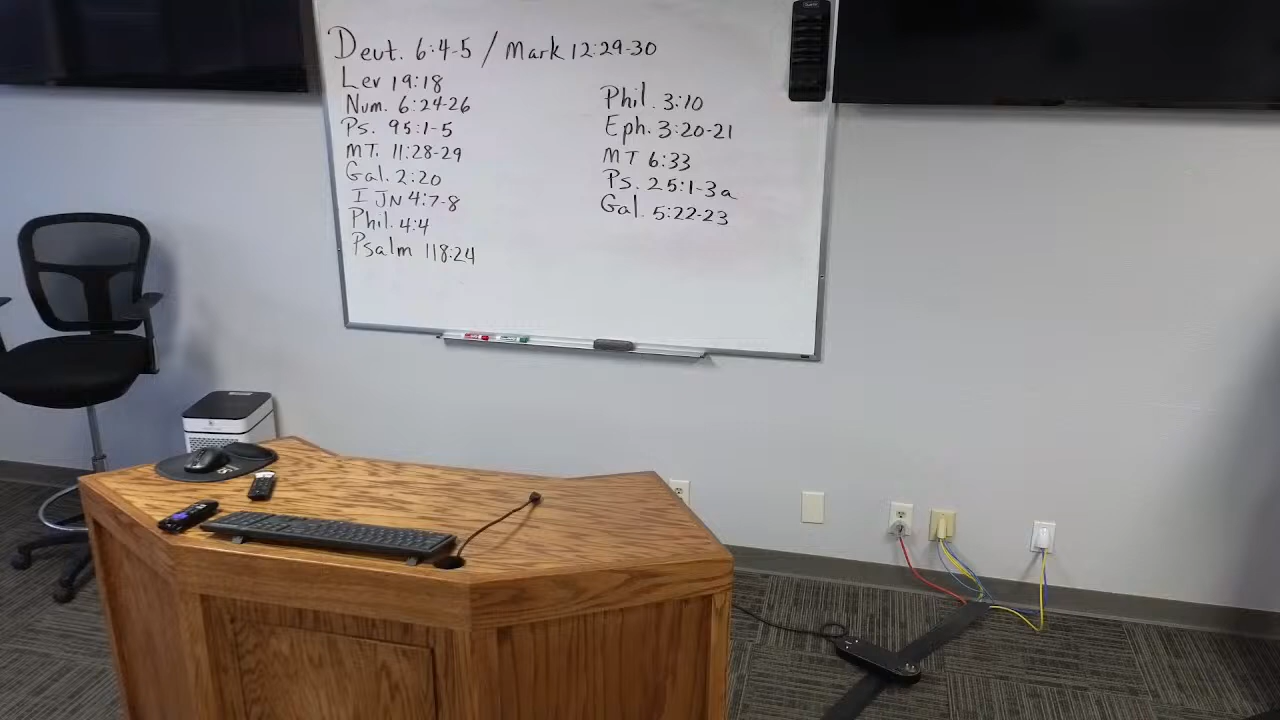 Deut. 6:4-5 / Mark 12:29-30
Lev 19:18
Num. 6:24-26
Ps. 95:1-5
MT. 11:28-29
Gal. 2:20
I JN 4:7-8
Phil. 4:4
Psalm 118:24
Phil. 3:10
Eph. 3:20-21
MT 6:33
Ps. 25:1-3a
Gal. 5:22-23